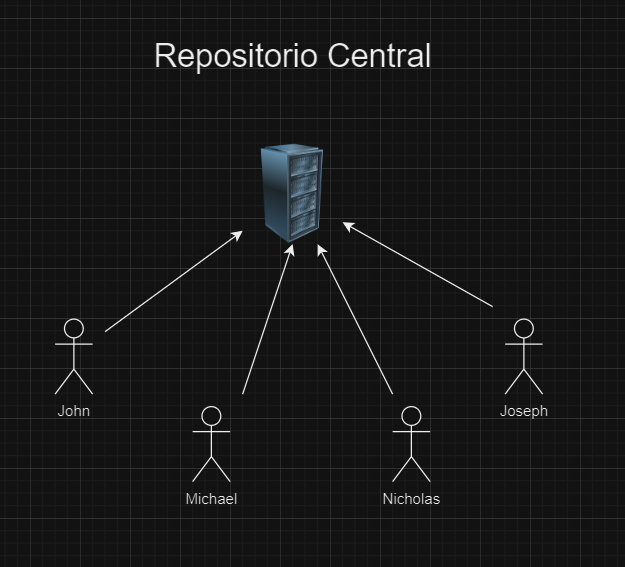 Repositorio Central
John
Joseph
Michael
Nicholas